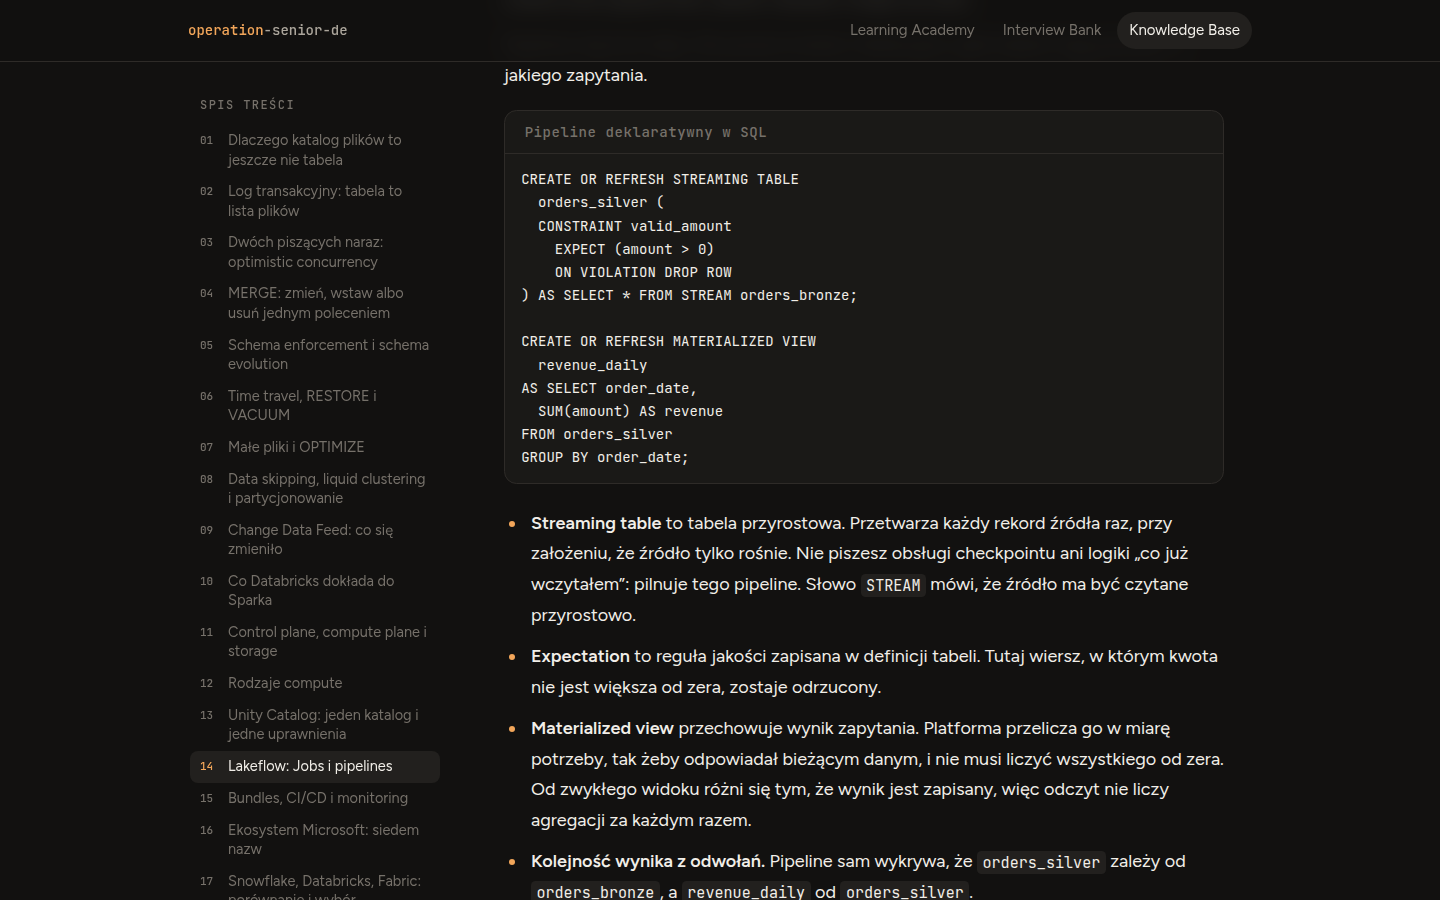 operation-senior-de
Learning Academy
Interview Bank
Knowledge Base
SPIS TREŚCI
01 Dlaczego katalog plików to
jeszcze nie tabela
02 Log transakcyjny: tabela to
lista plików
03 Dwóch piszących naraz:
optimistic concurrency
04 MERGE: zmień, wstaw albo
usuń jednym poleceniem
05 Schema enforcement i schema
evolution
06 Time travel, RESTORE i
VACUUM
07 Małe pliki i OPTIMIZE
08 Data skipping, liquid clustering
i partycjonowanie
09 Change Data Feed: co się
zmieniło
10 Co Databricks dokłada do
Sparka
11 Control plane, compute plane i
storage
12 Rodzaje compute
13 Unity Catalog: jeden katalog i
jedne uprawnienia
14 Lakeflow: Jobs i pipelines
15 Bundles, CI/CD i monitoring
16 Ekosystem Microsoft: siedem
nazw
17 Snowflake, Databricks, Fabric:
porównanie i wybór
jakiego zapytania.
Pipeline deklaratywny w SQL
CREATE OR REFRESH STREAMING TABLE
  orders_silver (
  CONSTRAINT valid_amount
    EXPECT (amount > 0)
    ON VIOLATION DROP ROW
) AS SELECT * FROM STREAM orders_bronze;
CREATE OR REFRESH MATERIALIZED VIEW
  revenue_daily
AS SELECT order_date,
  SUM(amount) AS revenue
FROM orders_silver
GROUP BY order_date;
• Streaming table to tabela przyrostowa. Przetwarza każdy rekord źródła raz, przy
założeniu, że źródło tylko rośnie. Nie piszesz obsługi checkpointu ani logiki „co już
wczytałem”: pilnuje tego pipeline. Słowo STREAM mówi, że źródło ma być czytane
przyrostowo.
• Expectation to reguła jakości zapisana w definicji tabeli. Tutaj wiersz, w którym kwota
nie jest większa od zera, zostaje odrzucony.
• Materialized view przechowuje wynik zapytania. Platforma przelicza go w miarę
potrzeby, tak żeby odpowiadał bieżącym danym, i nie musi liczyć wszystkiego od zera.
Od zwykłego widoku różni się tym, że wynik jest zapisany, więc odczyt nie liczy
agregacji za każdym razem.
• Kolejność wynika z odwołań. Pipeline sam wykrywa, że orders_silver zależy od
orders_bronze, a revenue_daily od orders_silver.